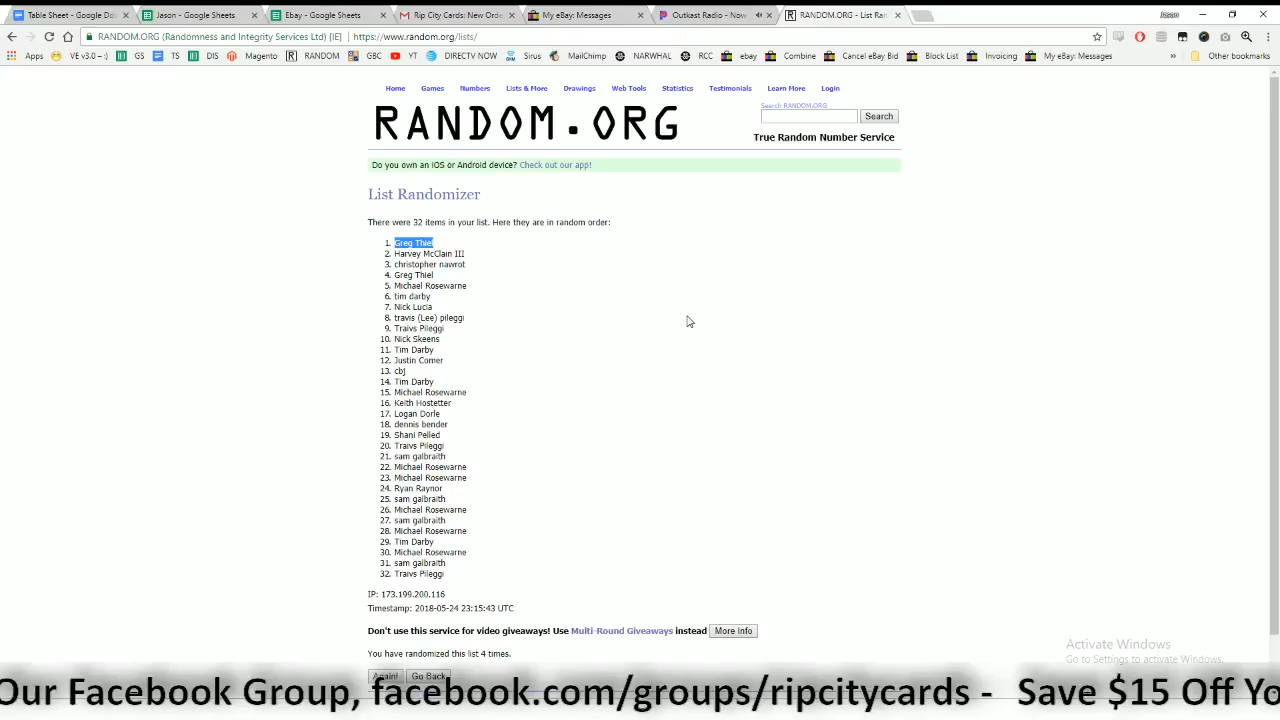 Table Sheet - Google Do
Jason - Google Sheets
Ebay - Google Sheets
Rip City Cards: New Orde
My eBay: Messages
Outkast Radio - Now
RANDOM.ORG - List Ran
Jason
RANDOM.ORG (Randomness and Integrity Services Ltd) [IE]
https://www.random.org/lists/
Apps
VE v3.0 – :)
GS
TS
DIS
Magento
RANDOM
GBC
YT
DIRECTV NOW
Sirus
MailChimp
NARWHAL
RCC
ebay
Combine
Cancel eBay Bid
Block List
Invoicing
My eBay: Messages
»
Other bookmarks
Home
Games
Numbers
Lists & More
Drawings
Web Tools
Statistics
Testimonials
Learn More
Login
RANDOM.ORG
Search RANDOM.ORG
Search
True Random Number Service
Do you own an iOS or Android device? Check out our app!
List Randomizer
There were 32 items in your list. Here they are in random order:
1. Greg Thiel
2. Harvey McClain III
3. christopher nawrot
4. Greg Thiel
5. Michael Rosewarne
6. tim darby
7. Nick Lucia
8. travis (Lee) pileggi
9. Traivs Pileggi
10. Nick Skeens
11. Tim Darby
12. Justin Comer
13. cbj
14. Tim Darby
15. Michael Rosewarne
16. Keith Hostetter
17. Logan Dorle
18. dennis bender
19. Shani Pelled
20. Traivs Pileggi
21. sam galbraith
22. Michael Rosewarne
23. Michael Rosewarne
24. Ryan Raynor
25. sam galbraith
26. Michael Rosewarne
27. sam galbraith
28. Michael Rosewarne
29. Tim Darby
30. Michael Rosewarne
31. sam galbraith
32. Traivs Pileggi
IP: 173.199.200.116
Timestamp: 2018-05-24 23:15:43 UTC
Don't use this service for video giveaways! Use Multi-Round Giveaways instead
More Info
You have randomized this list 4 times.
Again!
Go Back
Activate Windows
Go to Settings to activate Windows.
Our Facebook Group, facebook.com/groups/ripcitycards - Save $15 Off Yo